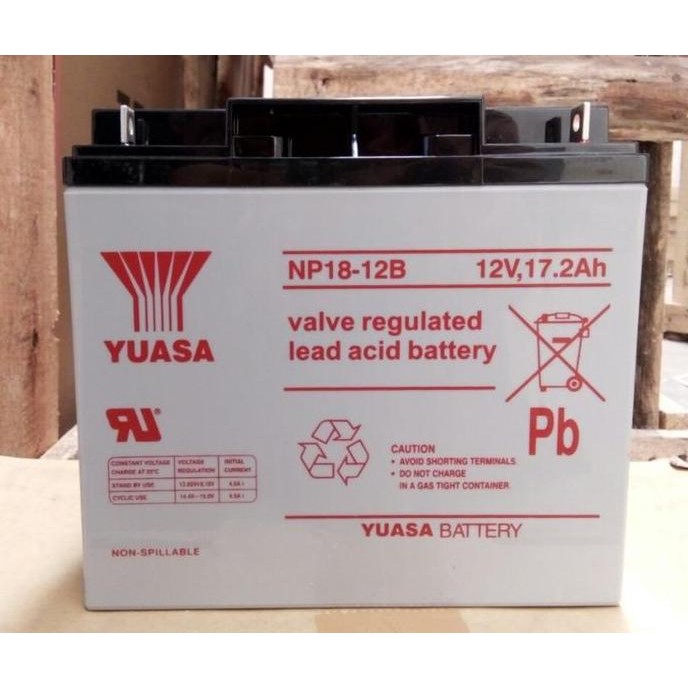 NP18-12B 12V,17.2Ah
YUASA
valve regulated
lead acid battery
Pb
CAUTION
• AVOID SHORTING TERMINALS.
• DO NOT CHARGE
IN A GAS TIGHT CONTAINER.
CONSTANT VOLTAGE VOLTAGE INITIAL
CHARGE AT 25°C REGULATION CURRENT
STAND BY USE
CYCLIC USE
YUASA BATTERY
NON-SPILLABLE